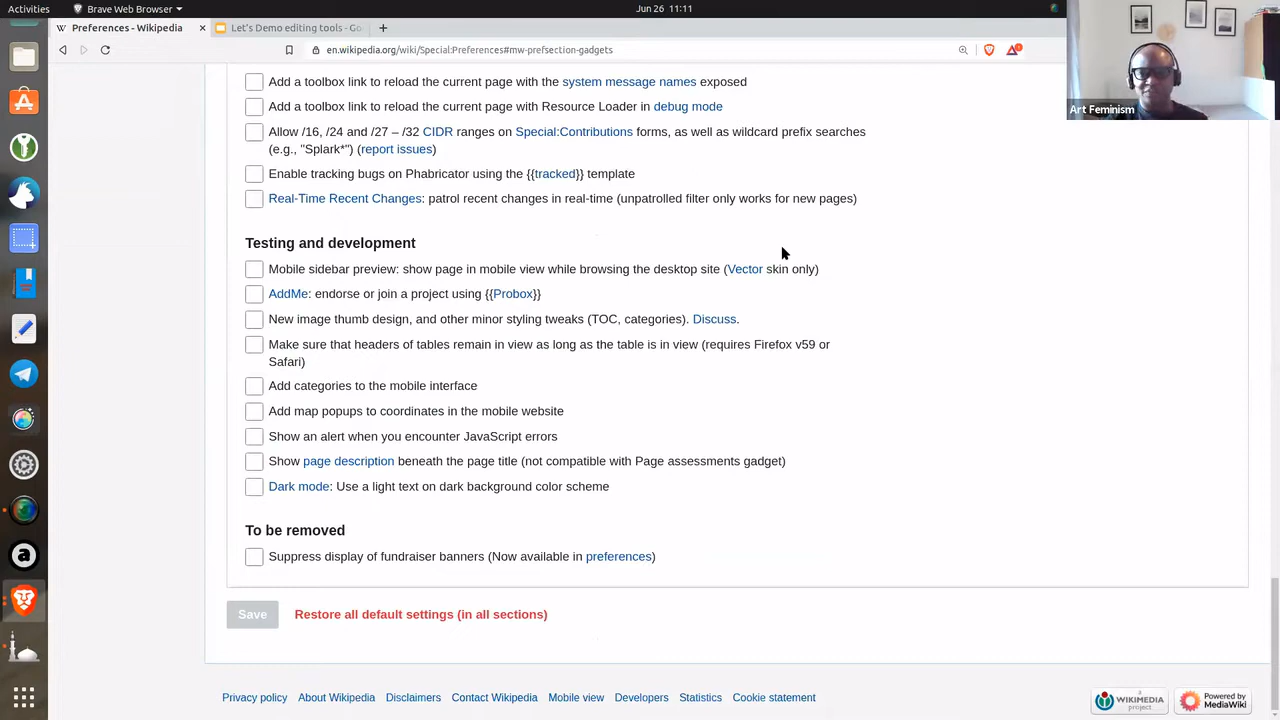 Activities
Brave Web Browser
Jun 26 11:11
Preferences - Wikipedia
Let's Demo editing tools - Go
en.wikipedia.org/wiki/Special:Preferences#mw-prefsection-gadgets
Art Feminism
Add a toolbox link to reload the current page with the system message names exposed
Add a toolbox link to reload the current page with Resource Loader in debug mode
Allow /16, /24 and /27 – /32 CIDR ranges on Special:Contributions forms, as well as wildcard prefix searches
(e.g., "Splark*") (report issues)
Enable tracking bugs on Phabricator using the {{tracked}} template
Real-Time Recent Changes: patrol recent changes in real-time (unpatrolled filter only works for new pages)
Testing and development
Mobile sidebar preview: show page in mobile view while browsing the desktop site (Vector skin only)
AddMe: endorse or join a project using {{Probox}}
New image thumb design, and other minor styling tweaks (TOC, categories). Discuss.
Make sure that headers of tables remain in view as long as the table is in view (requires Firefox v59 or
Safari)
Add categories to the mobile interface
Add map popups to coordinates in the mobile website
Show an alert when you encounter JavaScript errors
Show page description beneath the page title (not compatible with Page assessments gadget)
Dark mode: Use a light text on dark background color scheme
To be removed
Suppress display of fundraiser banners (Now available in preferences)
Save
Restore all default settings (in all sections)
Privacy policy
About Wikipedia
Disclaimers
Contact Wikipedia
Mobile view
Developers
Statistics
Cookie statement
A
WIKIMEDIA
project
Powered by
MediaWiki